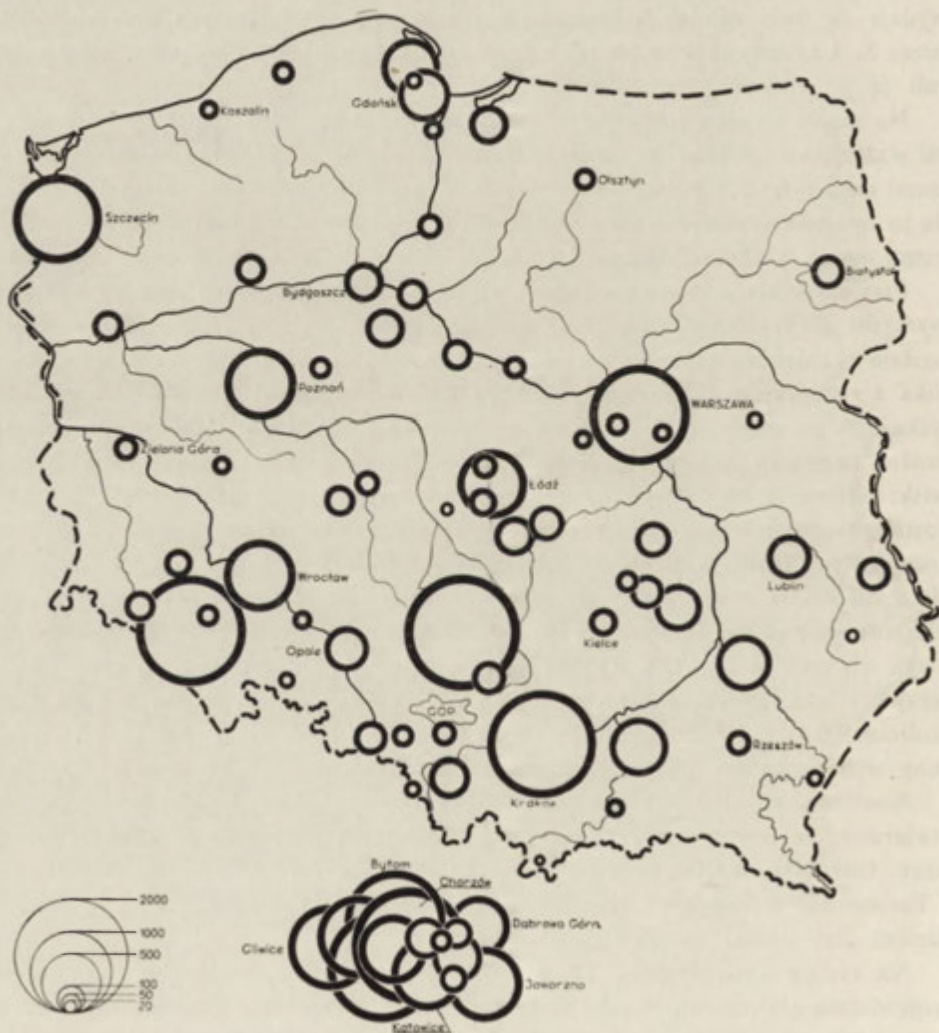 Koszalin
Gdańsk
Olsztyn
Szczecin
Białystok
Bydgoszcz
Poznań
WARSZAWA
Zielona Góra
Łódź
Wrocław
Lublin
Opole
Kielce
GOP
Rzeszów
Kraków
Bytom
Chorzów
2000
1000
500
100
50
25
Gliwice
Dąbrowa Górn.
Jaworzno
Katowice